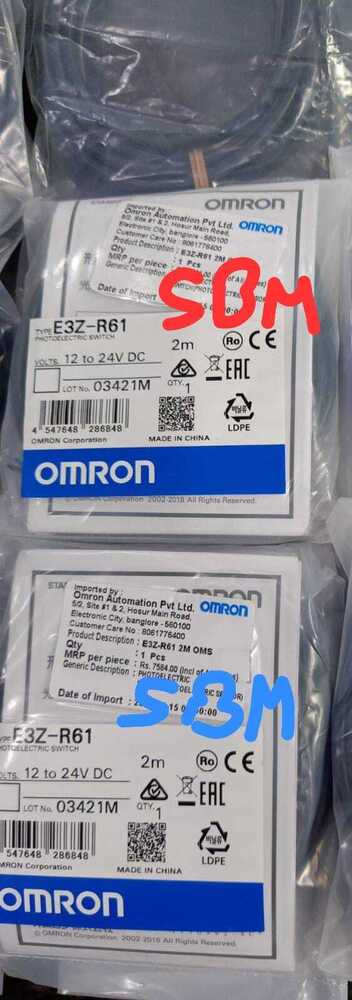 OMRON
Imported by :
Omron Automation Pvt Ltd. OMRON
5/2, Site #1 & 2, Hosur Main Road,
Electronic City, banglore - 560100
Customer Care No : 8061776400
Product Description : E3Z-R61 2M
Qty : 1 Pcs
MRP per piece :
Generic Description
Date of Import
SBM
TYPE E3Z-R61
PHOTOELECTRIC SWITCH
VOLTS. 12 to 24V DC
2m
Ro CE
LOT No. 03421M
QTY. 1
EAC
4 547648 286848
LDPE
OMRON Corporation
MADE IN CHINA
OMRON
© OMRON Corporation. 2002-2018 All Rights Reserved.
Imported by :
Omron Automation Pvt Ltd. OMRON
5/2, Site #1 & 2, Hosur Main Road,
Electronic City, banglore - 560100
Customer Care No : 8061776400
Product Description : E3Z-R61 2M OMS
Qty : 1 Pcs
MRP per piece : Rs. 7584.00 (Incl of All taxes)
Generic Description
Date of Import :
SBM
E3Z-R61
PHOTOELECTRIC SWITCH
VOLTS. 12 to 24V DC
2m
Ro CE
LOT No. 03421M
QTY. 1
EAC
547648 286848
LDPE
OMRON Corporation
MADE IN CHINA
OMRON
© OMRON Corporation. 2002-2018 All Rights Reserved.